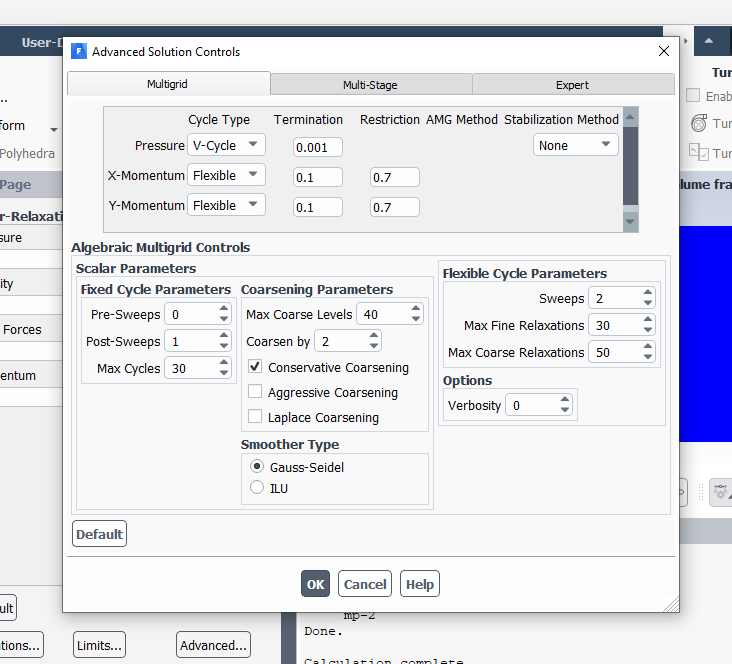 User-D
Advanced Solution Controls
Multigrid
Multi-Stage
Expert
Tur
..
Enab
form
Tur
Polyhedra
Tur
Page
lume fra
r-Relaxati
sure
ity
Forces
entum
Cycle Type Termination Restriction AMG Method Stabilization Method
Pressure V-Cycle 0.001 None
X-Momentum Flexible 0.1 0.7
Y-Momentum Flexible 0.1 0.7
Algebraic Multigrid Controls
Scalar Parameters
Fixed Cycle Parameters
Pre-Sweeps 0
Post-Sweeps 1
Max Cycles 30
Coarsening Parameters
Max Coarse Levels 40
Coarsen by 2
Conservative Coarsening
Aggressive Coarsening
Laplace Coarsening
Smoother Type
Gauss-Seidel
ILU
Flexible Cycle Parameters
Sweeps 2
Max Fine Relaxations 30
Max Coarse Relaxations 50
Options
Verbosity 0
Default
OK Cancel Help
ult
tions... Limits... Advanced...
mp-2
Done.
Calculation complete